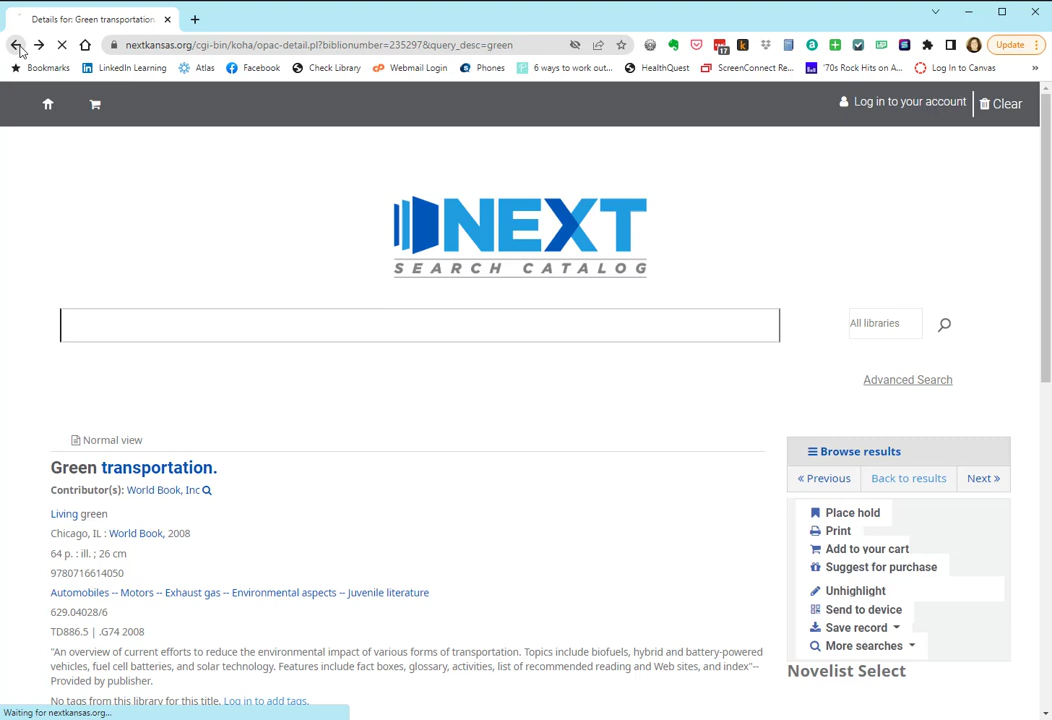 Details for: Green transportation.
nextkansas.org/cgi-bin/koha/opac-detail.pl?biblionumber=235297&query_desc=green
17
Update
Bookmarks
LinkedIn Learning
Atlas
Facebook
Check Library
Webmail Login
Phones
6 ways to work out...
HealthQuest
ScreenConnect Re...
'70s Rock Hits on A...
Log In to Canvas
»
Log in to your account
Clear
NEXT
SEARCH CATALOG
All libraries
Advanced Search
Normal view
Green transportation.
Contributor(s): World Book, Inc
Living green
Chicago, IL : World Book, 2008
64 p. : ill. ; 26 cm
9780716614050
Automobiles -- Motors -- Exhaust gas -- Environmental aspects -- Juvenile literature
629.04028/6
TD886.5 | .G74 2008
"An overview of current efforts to reduce the environmental impact of various forms of transportation. Topics include biofuels, hybrid and battery-powered
vehicles, fuel cell batteries, and solar technology. Features include fact boxes, glossary, activities, list of recommended reading and Web sites, and index"--
Provided by publisher.
No tags from this library for this title. Log in to add tags.
Browse results
« Previous
Back to results
Next »
Place hold
Print
Add to your cart
Suggest for purchase
Unhighlight
Send to device
Save record
More searches
Novelist Select
Waiting for nextkansas.org...